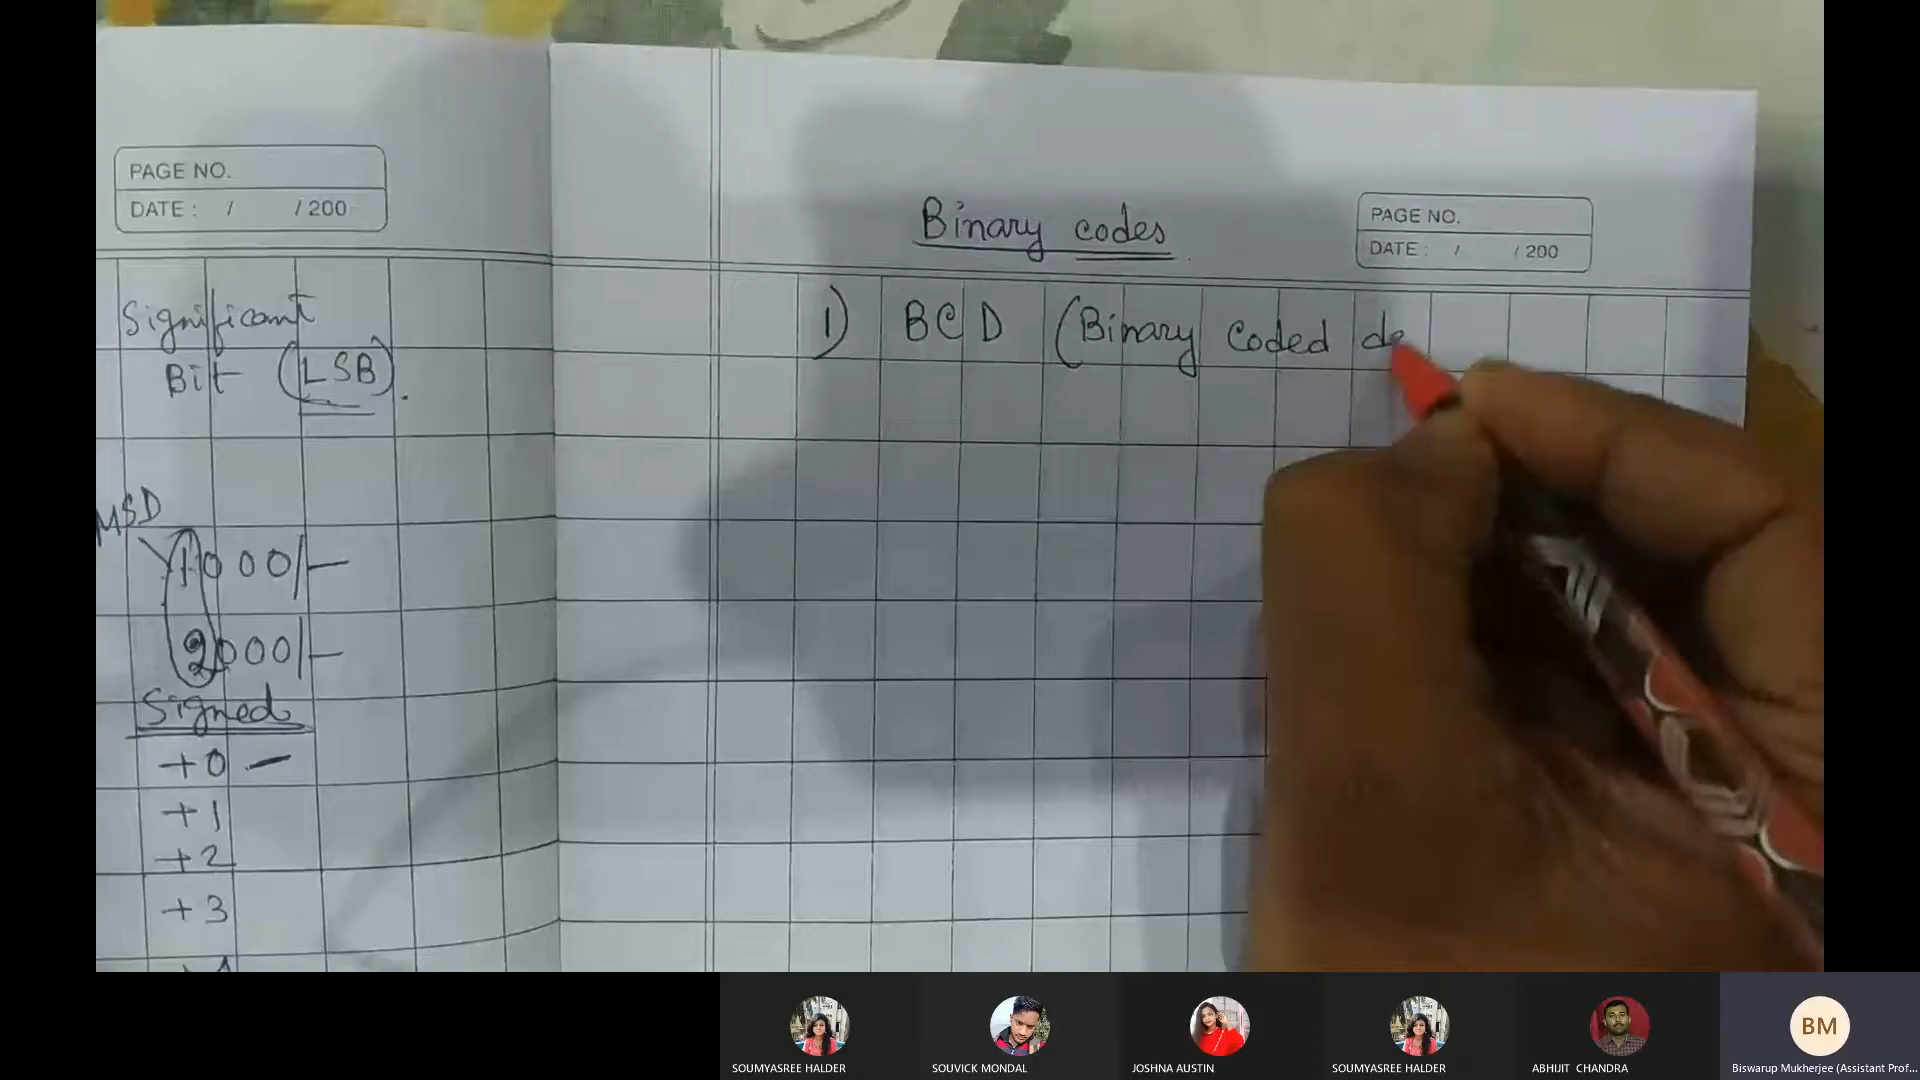 PAGE NO.
DATE : / / 200
Significant
Bit (LSB).
MSD
1000/-
2000/-
Signed
+0 -
+1
+2
+3
Binary codes
PAGE NO.
DATE : / / 200
1) BCD (Binary Coded de
SOUMYASREE HALDER
SOUVICK MONDAL
JOSHNA AUSTIN
SOUMYASREE HALDER
ABHIJIT CHANDRA
BM
Biswarup Mukherjee (Assistant Prof...